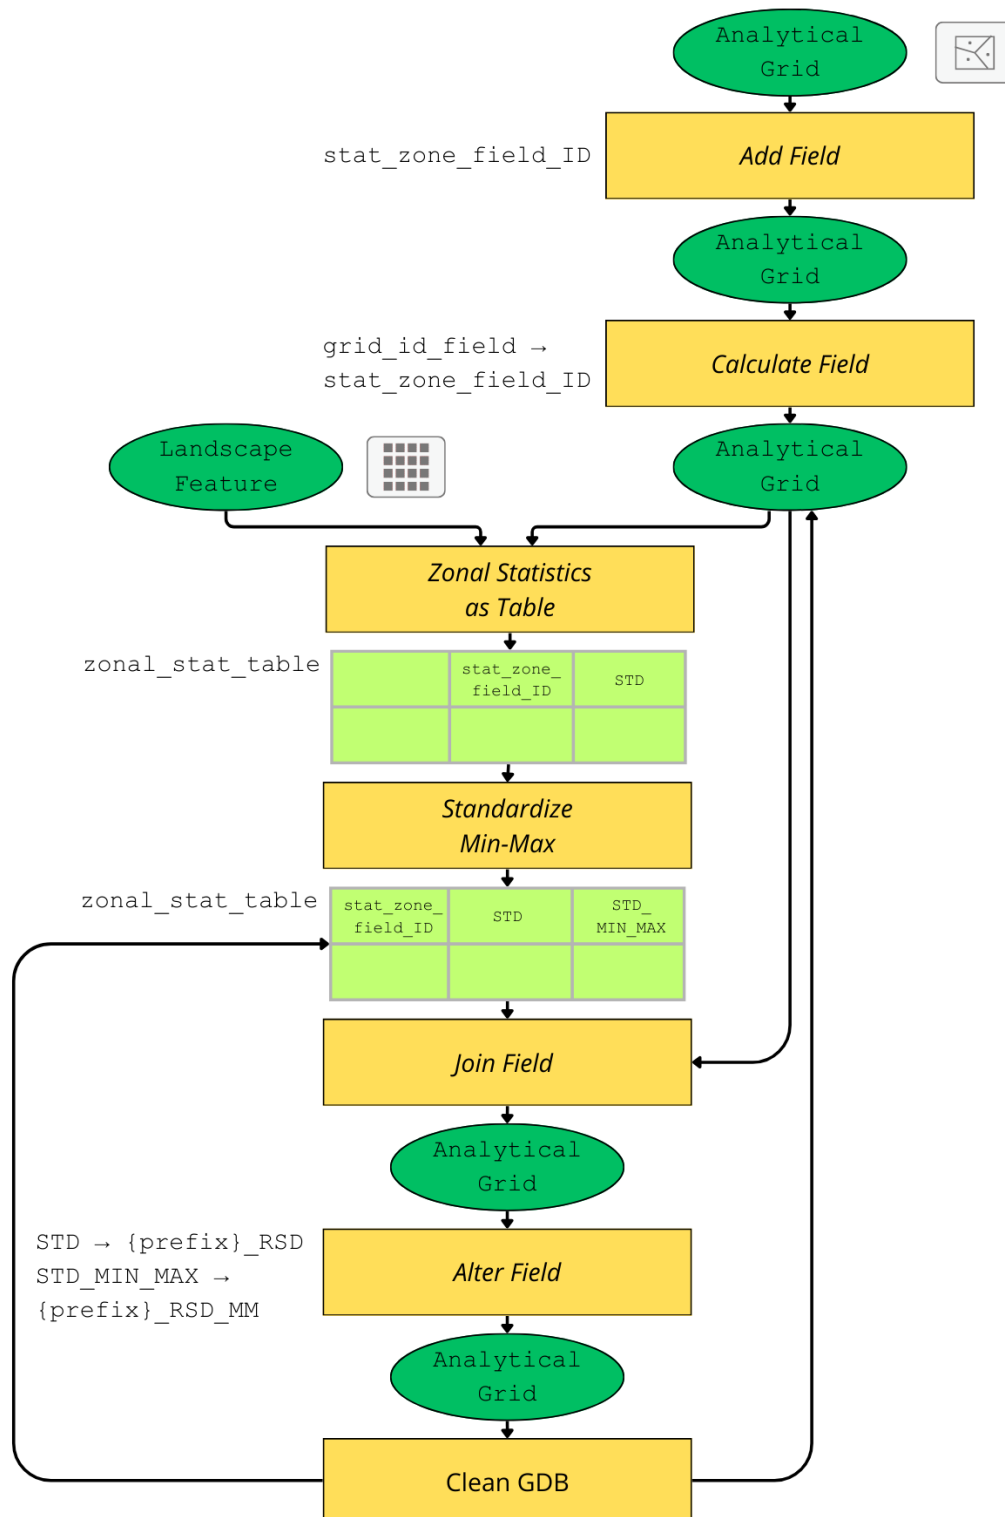 Analytical
Grid
stat_zone_field_ID
Add Field
Analytical
Grid
grid_id_field →
stat_zone_field_ID
Calculate Field
Landscape
Feature
Analytical
Grid
Zonal Statistics
as Table
zonal_stat_table
stat_zone_
field_ID
STD
Standardize
Min-Max
zonal_stat_table
stat_zone_
field_ID
STD
STD_
MIN_MAX
Join Field
Analytical
Grid
STD → {prefix}_RSD
STD_MIN_MAX →
{prefix}_RSD_MM
Alter Field
Analytical
Grid
Clean GDB